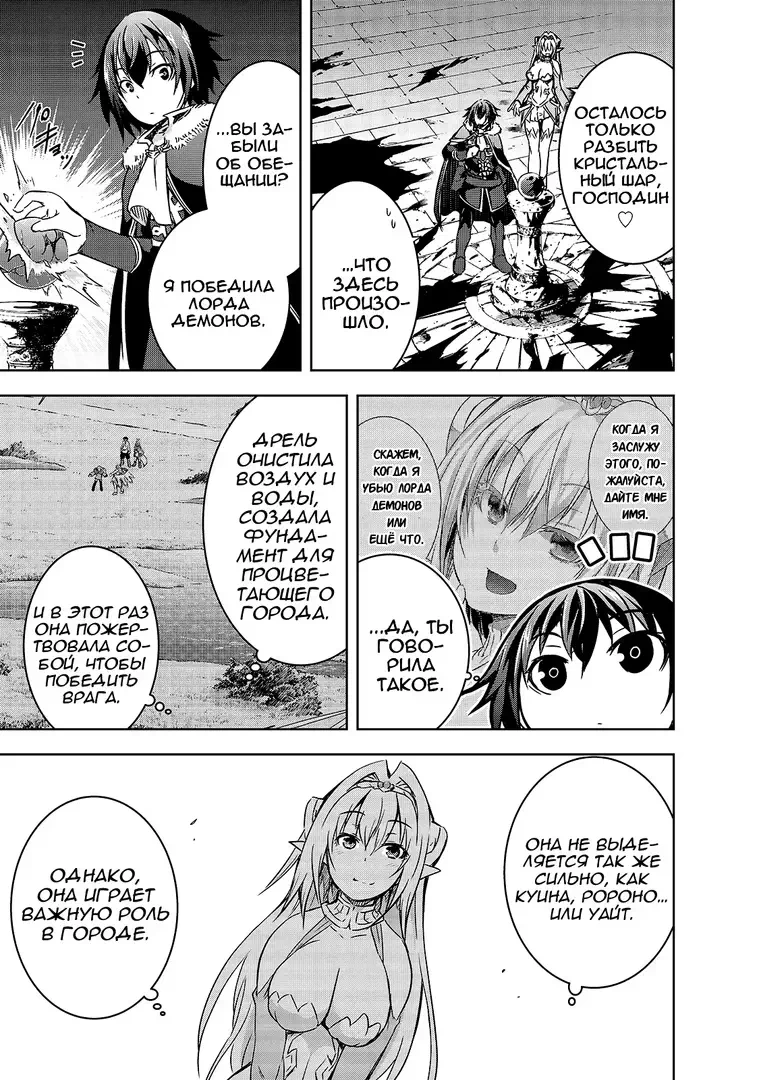 ОСТАЛОСЬ
ТОЛЬКО
РАЗБИТЬ
КРИСТАЛЬ-
НЫЙ ШАР,
ГОСПОДИН
♡
...ЧТО
ЗДЕСЬ
ПРОИЗО-
ШЛО.
...ВЫ ЗА-
БЫЛИ
ОБ ОБЕ-
ЩАНИИ?
Я ПОБЕДИЛА
ЛОРДА
ДЕМОНОВ.
КОГДА Я
ЗАСЛУЖУ
ЭТОГО, ПО-
ЖАЛУЙСТА,
ДАЙТЕ МНЕ
ИМЯ.
СКАЖЕМ,
КОГДА Я
УБЬЮ ЛОРДА
ДЕМОНОВ
ИЛИ
ЕЩЁ ЧТО.
...ДА, ТЫ
ГОВО-
РИЛА
ТАКОЕ.
ДРЕЛЬ
ОЧИСТИЛА
ВОЗДУХ И
ВОДЫ,
СОЗДАЛА
ФУНДА-
МЕНТ ДЛЯ
ПРОЦВЕ-
ТАЮЩЕГО
ГОРОДА.
И В ЭТОТ РАЗ
ОНА ПОЖЕР-
ТВОВАЛА СО-
БОЙ, ЧТОБЫ
ПОБЕДИТЬ
ВРАГА.
ОНА НЕ ВЫДЕ-
ЛЯЕТСЯ ТАК ЖЕ
СИЛЬНО, КАК
КУИНА, РОРОНО...
ИЛИ УАЙТ.
ОДНАКО,
ОНА ИГРАЕТ
ВАЖНУЮ РОЛЬ
В ГОРОДЕ.